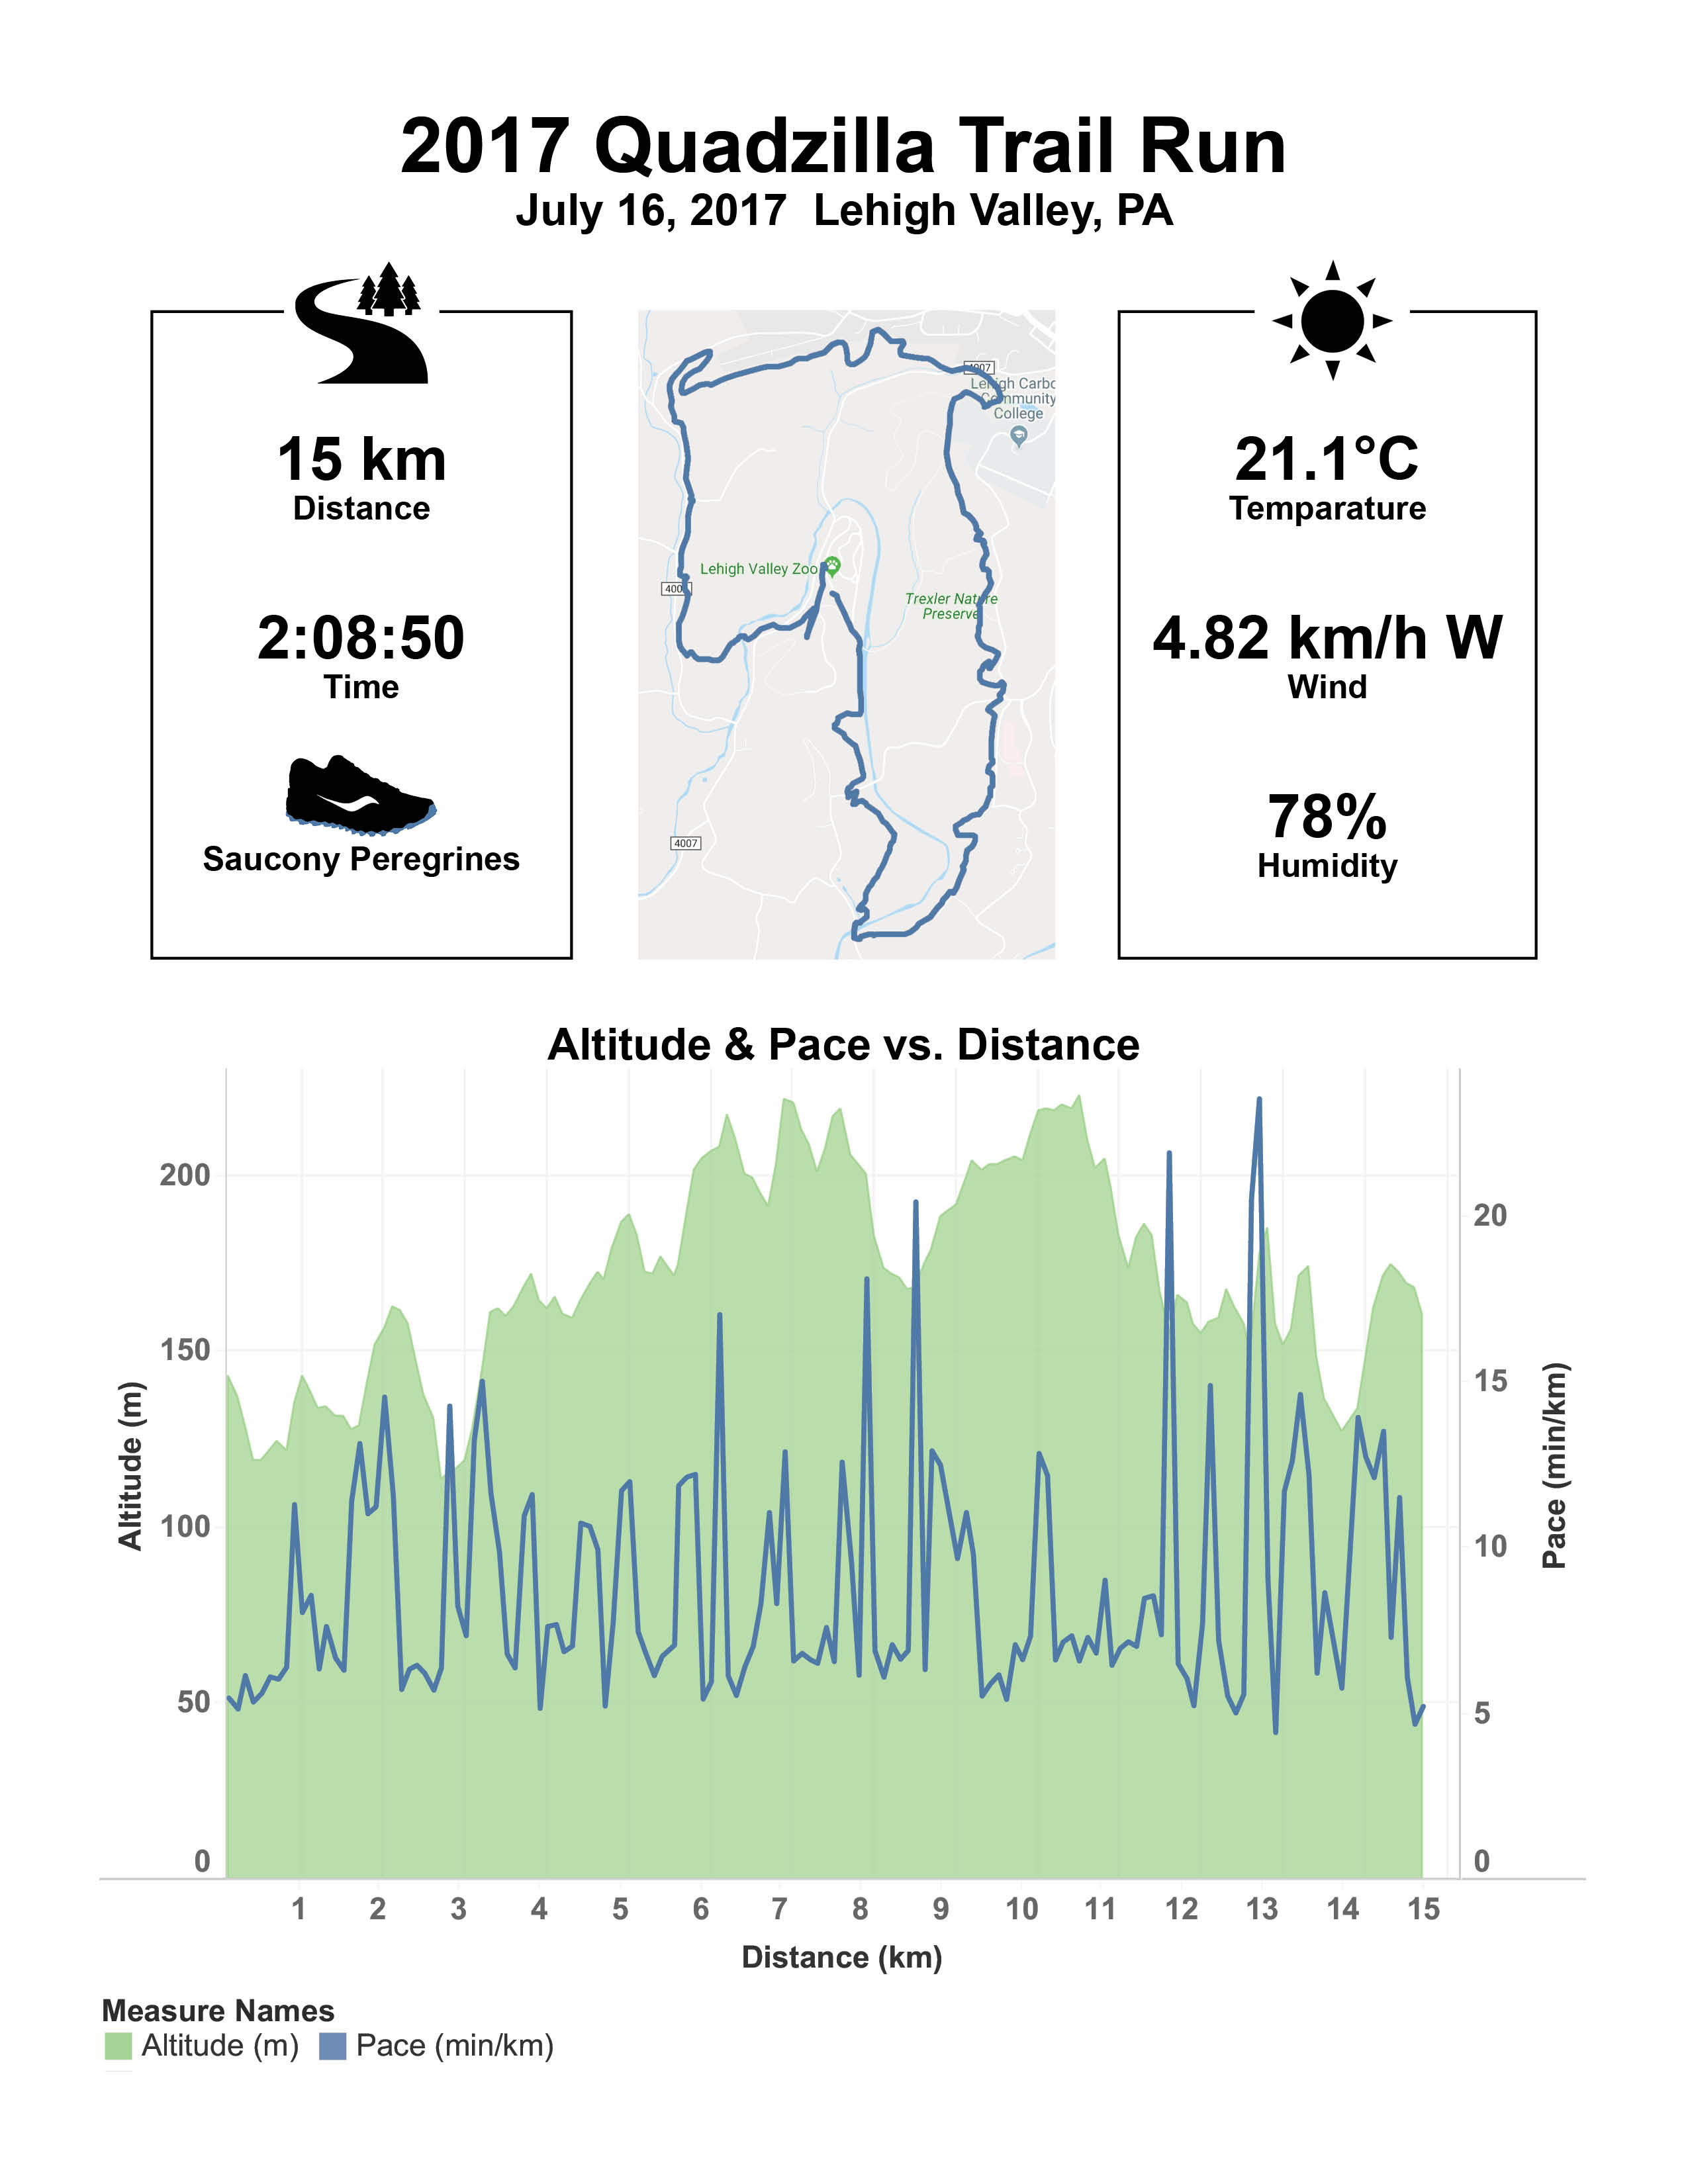 2017 Quadzilla Trail Run
July 16, 2017  Lehigh Valley, PA
15 km
Distance
2:08:50
Time
Saucony Peregrines
4007
Lehigh Carbo
Community
College
Lehigh Valley Zoo
400
Trexler Nature
Preserve
4007
21.1°C
Temparature
4.82 km/h W
Wind
78%
Humidity
Altitude & Pace vs. Distance
Altitude (m)
200
150
100
50
0
20
15
10
5
0
Pace (min/km)
1 2 3 4 5 6 7 8 9 10 11 12 13 14 15
Distance (km)
Measure Names
Altitude (m) Pace (min/km)